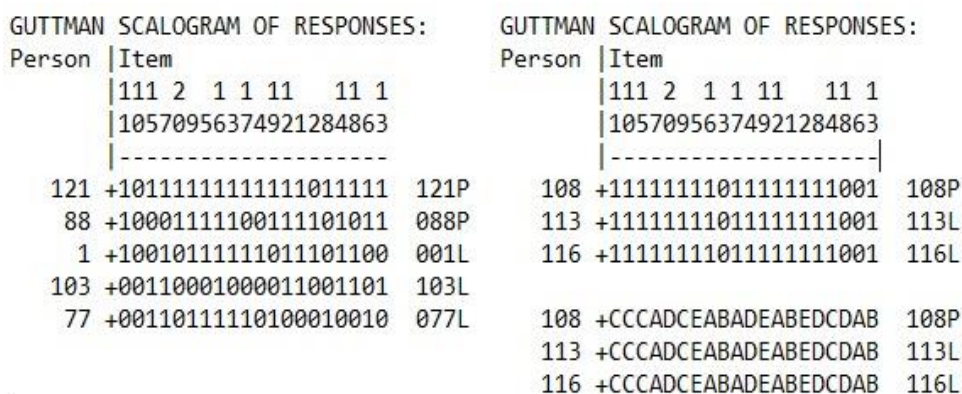 GUTTMAN SCALOGRAM OF RESPONSES:
Person |Item
|111 2  1 1 11   11 1
|10570956374921284863
|--------------------
121 +10111111111111011111  121P
88 +10001111100111101011  088P
1 +10010111111011101100  001L
103 +00110001000011001101  103L
77 +00110111110100010010  077L
GUTTMAN SCALOGRAM OF RESPONSES:
Person |Item
|111 2  1 1 11   11 1
|10570956374921284863
|--------------------|
108 +11111111011111111001  108P
113 +11111111011111111001  113L
116 +11111111011111111001  116L
108 +CCCADCEABADEABEDCDAB  108P
113 +CCCADCEABADEABEDCDAB  113L
116 +CCCADCEABADEABEDCDAB  116L